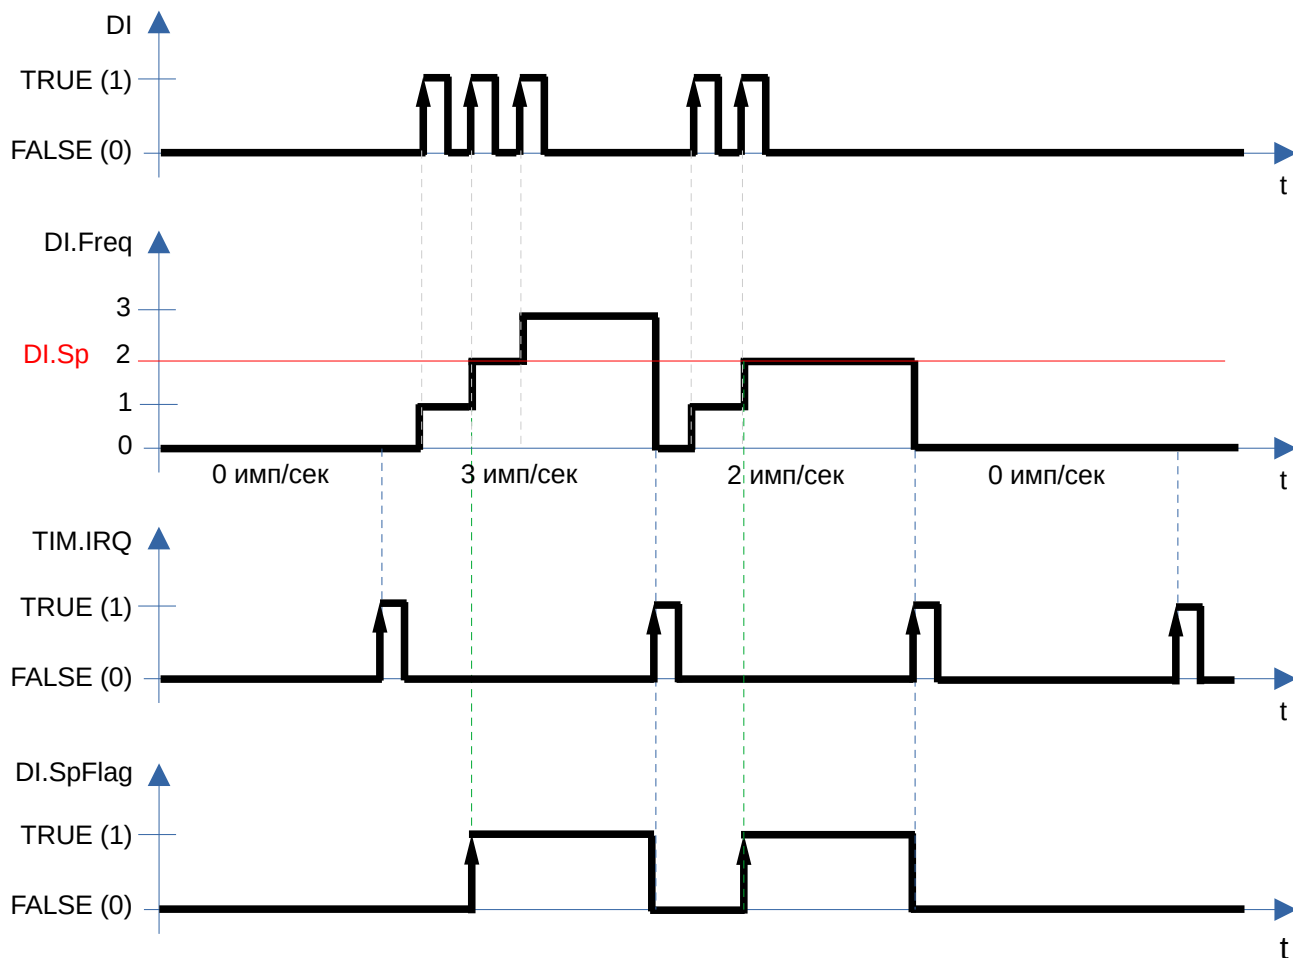 DI
TRUE (1)
FALSE (0)
t
DI.Freq
3
DI.Sp 2
1
0
0 имп/сек 3 имп/сек 2 имп/сек 0 имп/сек
t
TIM.IRQ
TRUE (1)
FALSE (0)
t
DI.SpFlag
TRUE (1)
FALSE (0)
t